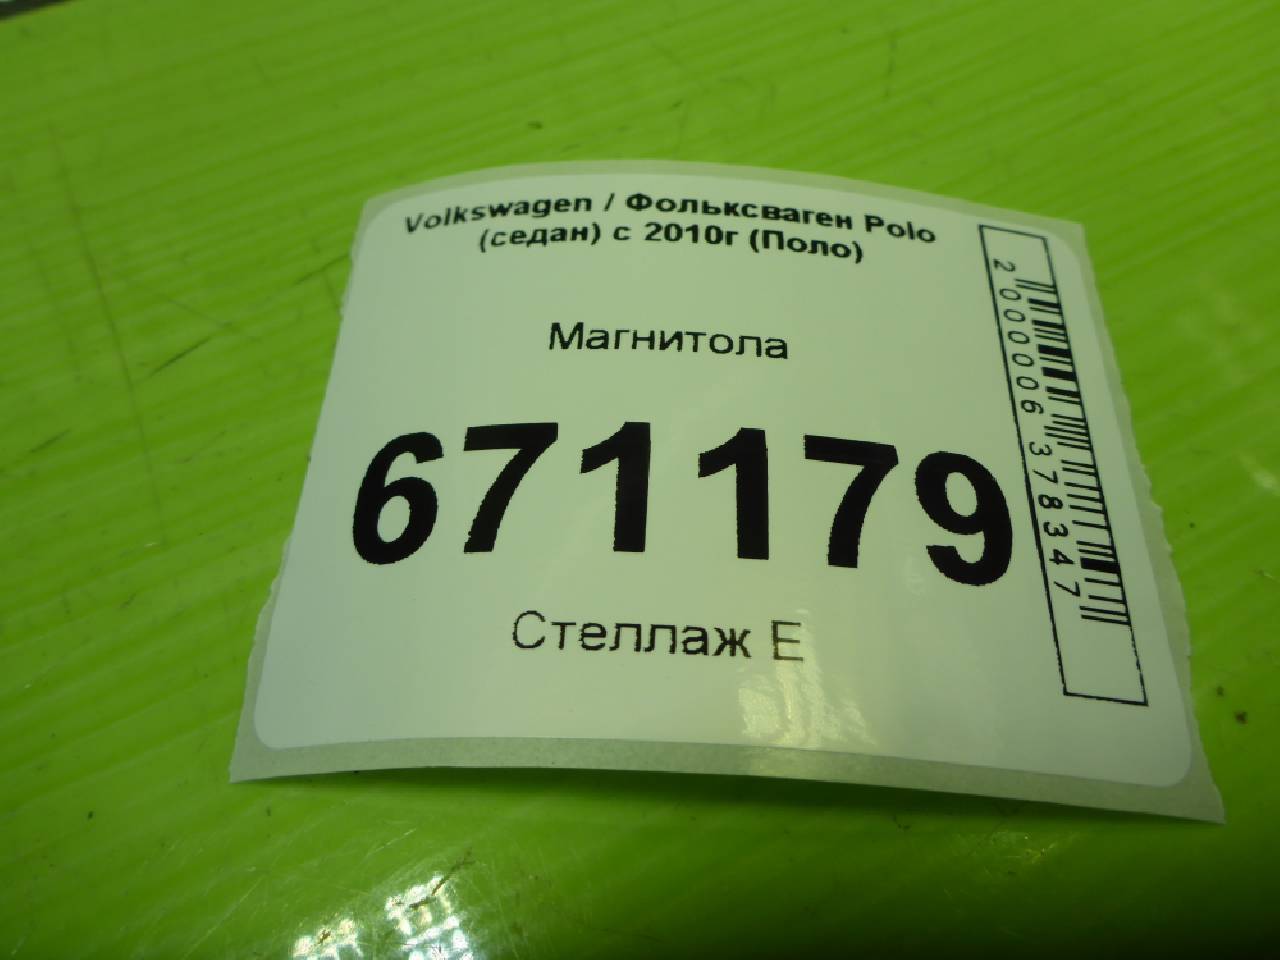 Volkswagen / Фольксваген Polo
(седан) с 2010г (Поло)
Магнитола
671179
Стеллаж Е
2000006378347